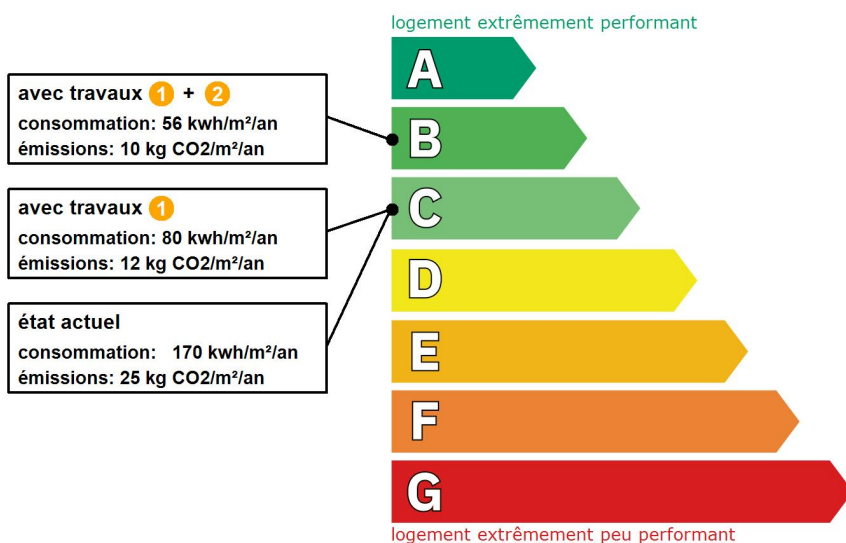 logement extrêmement performant
avec travaux 1 + 2
consommation: 56 kwh/m²/an
émissions: 10 kg CO2/m²/an
avec travaux 1
consommation: 80 kwh/m²/an
émissions: 12 kg CO2/m²/an
état actuel
consommation: 170 kwh/m²/an
émissions: 25 kg CO2/m²/an
A
B
C
D
E
F
G
logement extrêmement peu performant